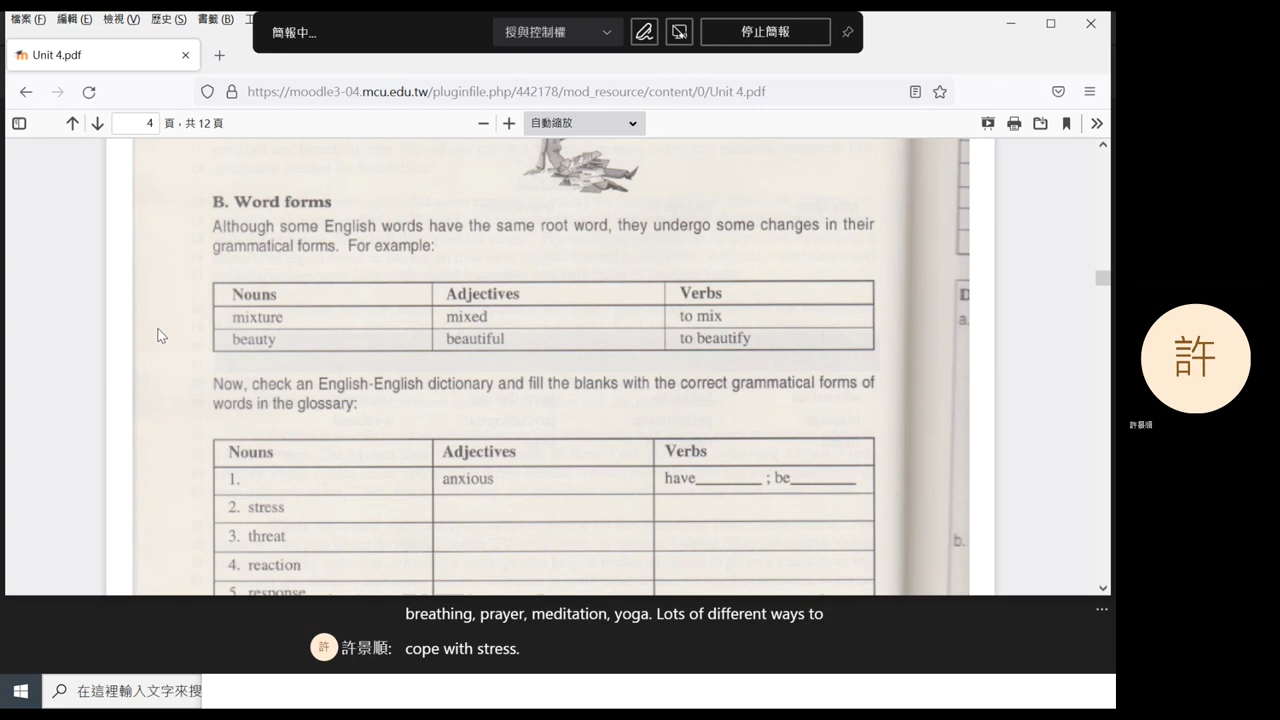 檔案 (F) 編輯 (E) 檢視 (V) 歷史 (S) 書籤 (B)
簡報中... 授與控制權 停止簡報
Unit 4.pdf
https://moodle3-04.mcu.edu.tw/pluginfile.php/442178/mod_resource/content/0/Unit 4.pdf
4 頁，共 12 頁 自動縮放
B. Word forms
Although some English words have the same root word, they undergo some changes in their
grammatical forms. For example:
Nouns Adjectives Verbs
mixture mixed to mix
beauty beautiful to beautify
Now, check an English-English dictionary and fill the blanks with the correct grammatical forms of
words in the glossary:
Nouns Adjectives Verbs
1. anxious have________ ; be________
2. stress
3. threat
4. reaction
5. response
a.
b.
breathing, prayer, meditation, yoga. Lots of different ways to
許 許景順: cope with stress.
許
許景順
在這裡輸入文字來搜